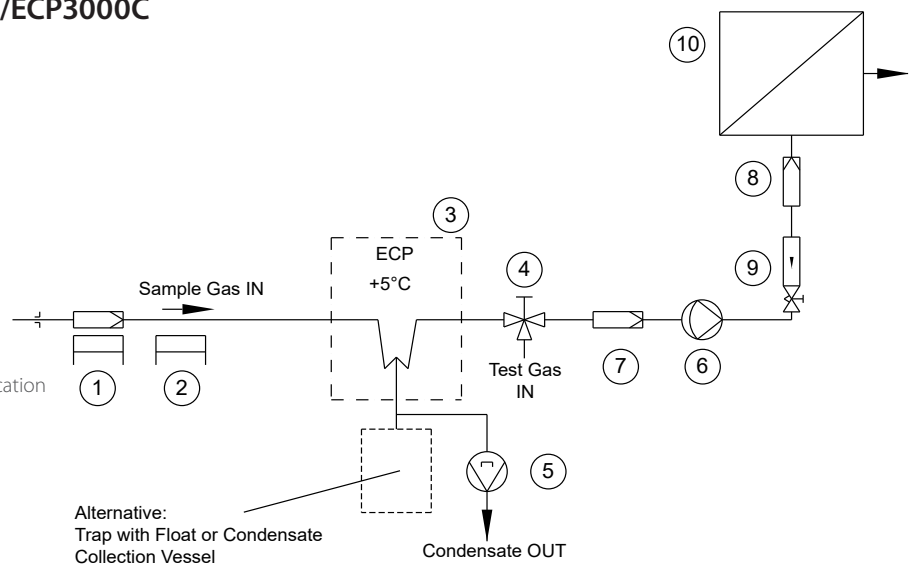 /ECP3000C
10
8
3
ECP
+5°C
4
9
Sample Gas IN
Test Gas
IN
7
6
1
2
5
Alternative:
Trap with Float or Condensate
Collection Vessel
Condensate OUT